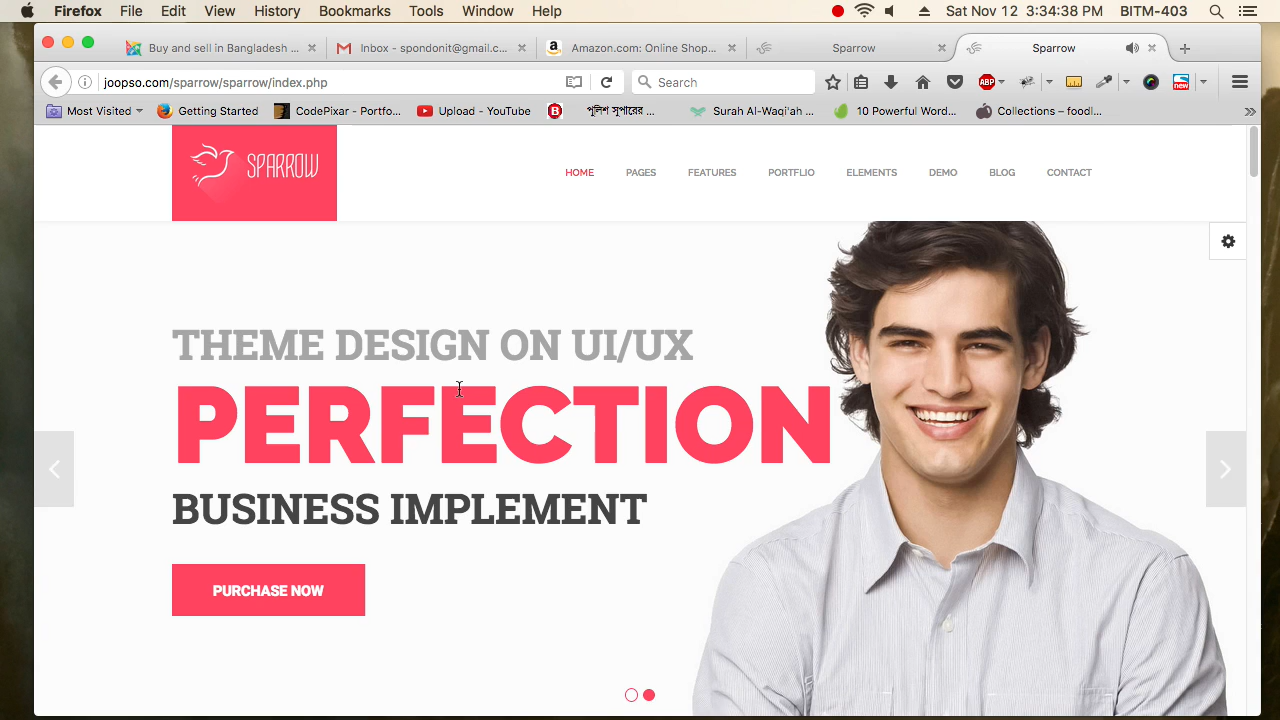 Firefox File Edit View History Bookmarks Tools Window Help Sat Nov 12 3:34:38 PM BITM-403
Buy and sell in Bangladesh ... Inbox - spondonit@gmail.c... Amazon.com: Online Shop... Sparrow Sparrow
joopso.com/sparrow/sparrow/index.php Search ABP new
Most Visited Getting Started CodePixar - Portfo... Upload - YouTube B পুলিশ সুপারের ... Surah Al-Waqi'ah ... 10 Powerful Word... Collections – foodl...
SPARROW
HOME PAGES FEATURES PORTFLIO ELEMENTS DEMO BLOG CONTACT
THEME DESIGN ON UI/UX
PERFECTION
BUSINESS IMPLEMENT
PURCHASE NOW